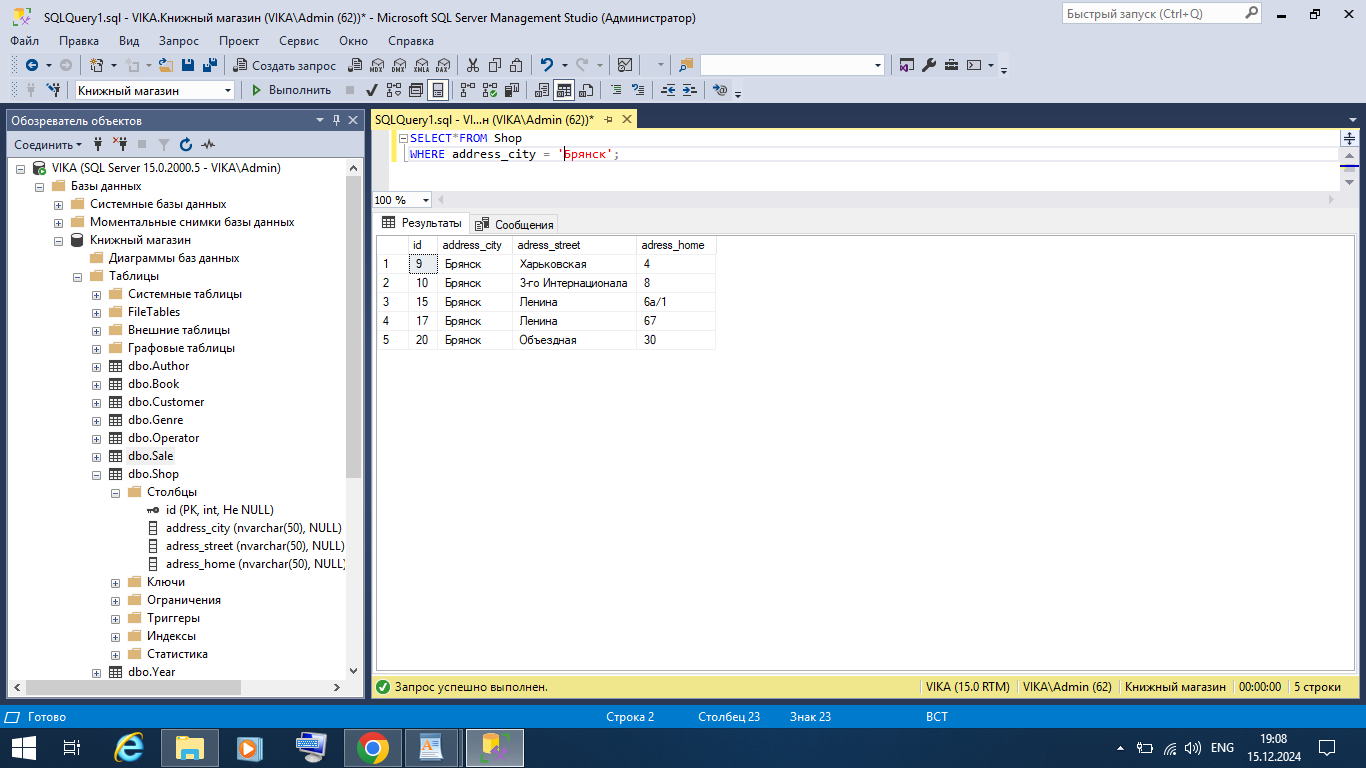 SQLQuery1.sql - VIKA.Книжный магазин (VIKA\Admin (62))* - Microsoft SQL Server Management Studio (Администратор)
Быстрый запуск (Ctrl+Q)
Файл Правка Вид Запрос Проект Сервис Окно Справка
Создать запрос MDX DMX XMLA DAX
Книжный магазин Выполнить
Обозреватель объектов
Соединить
VIKA (SQL Server 15.0.2000.5 - VIKA\Admin)
Базы данных
Системные базы данных
Моментальные снимки базы данных
Книжный магазин
Диаграммы баз данных
Таблицы
Системные таблицы
FileTables
Внешние таблицы
Графовые таблицы
dbo.Author
dbo.Book
dbo.Customer
dbo.Genre
dbo.Operator
dbo.Sale
dbo.Shop
Столбцы
id (PK, int, Не NULL)
address_city (nvarchar(50), NULL)
adress_street (nvarchar(50), NULL)
adress_home (nvarchar(50), NULL)
Ключи
Ограничения
Триггеры
Индексы
Статистика
dbo.Year
SQLQuery1.sql - VI...н (VIKA\Admin (62))*
SELECT*FROM Shop
WHERE address_city = 'Брянск';
100 %
Результаты Сообщения
id address_city adress_street adress_home
1 9 Брянск Харьковская 4
2 10 Брянск 3-го Интернационала 8
3 15 Брянск Ленина 6а/1
4 17 Брянск Ленина 67
5 20 Брянск Объездная 30
Запрос успешно выполнен. VIKA (15.0 RTM) VIKA\Admin (62) Книжный магазин 00:00:00 5 строки
Готово Строка 2 Столбец 23 Знак 23 ВСТ
ENG 19:08
15.12.2024